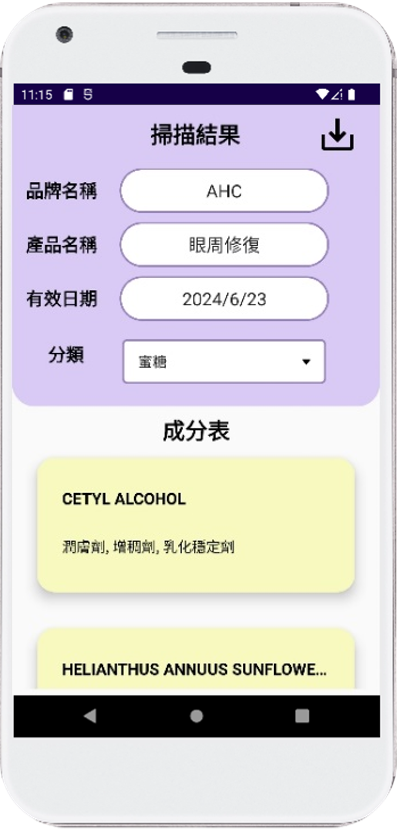 11:15
掃描結果
品牌名稱 AHC
產品名稱 眼周修復
有效日期 2024/6/23
分類 蜜糖
成分表
CETYL ALCOHOL
潤膚劑, 增稠劑, 乳化穩定劑
HELIANTHUS ANNUUS SUNFLOWE...